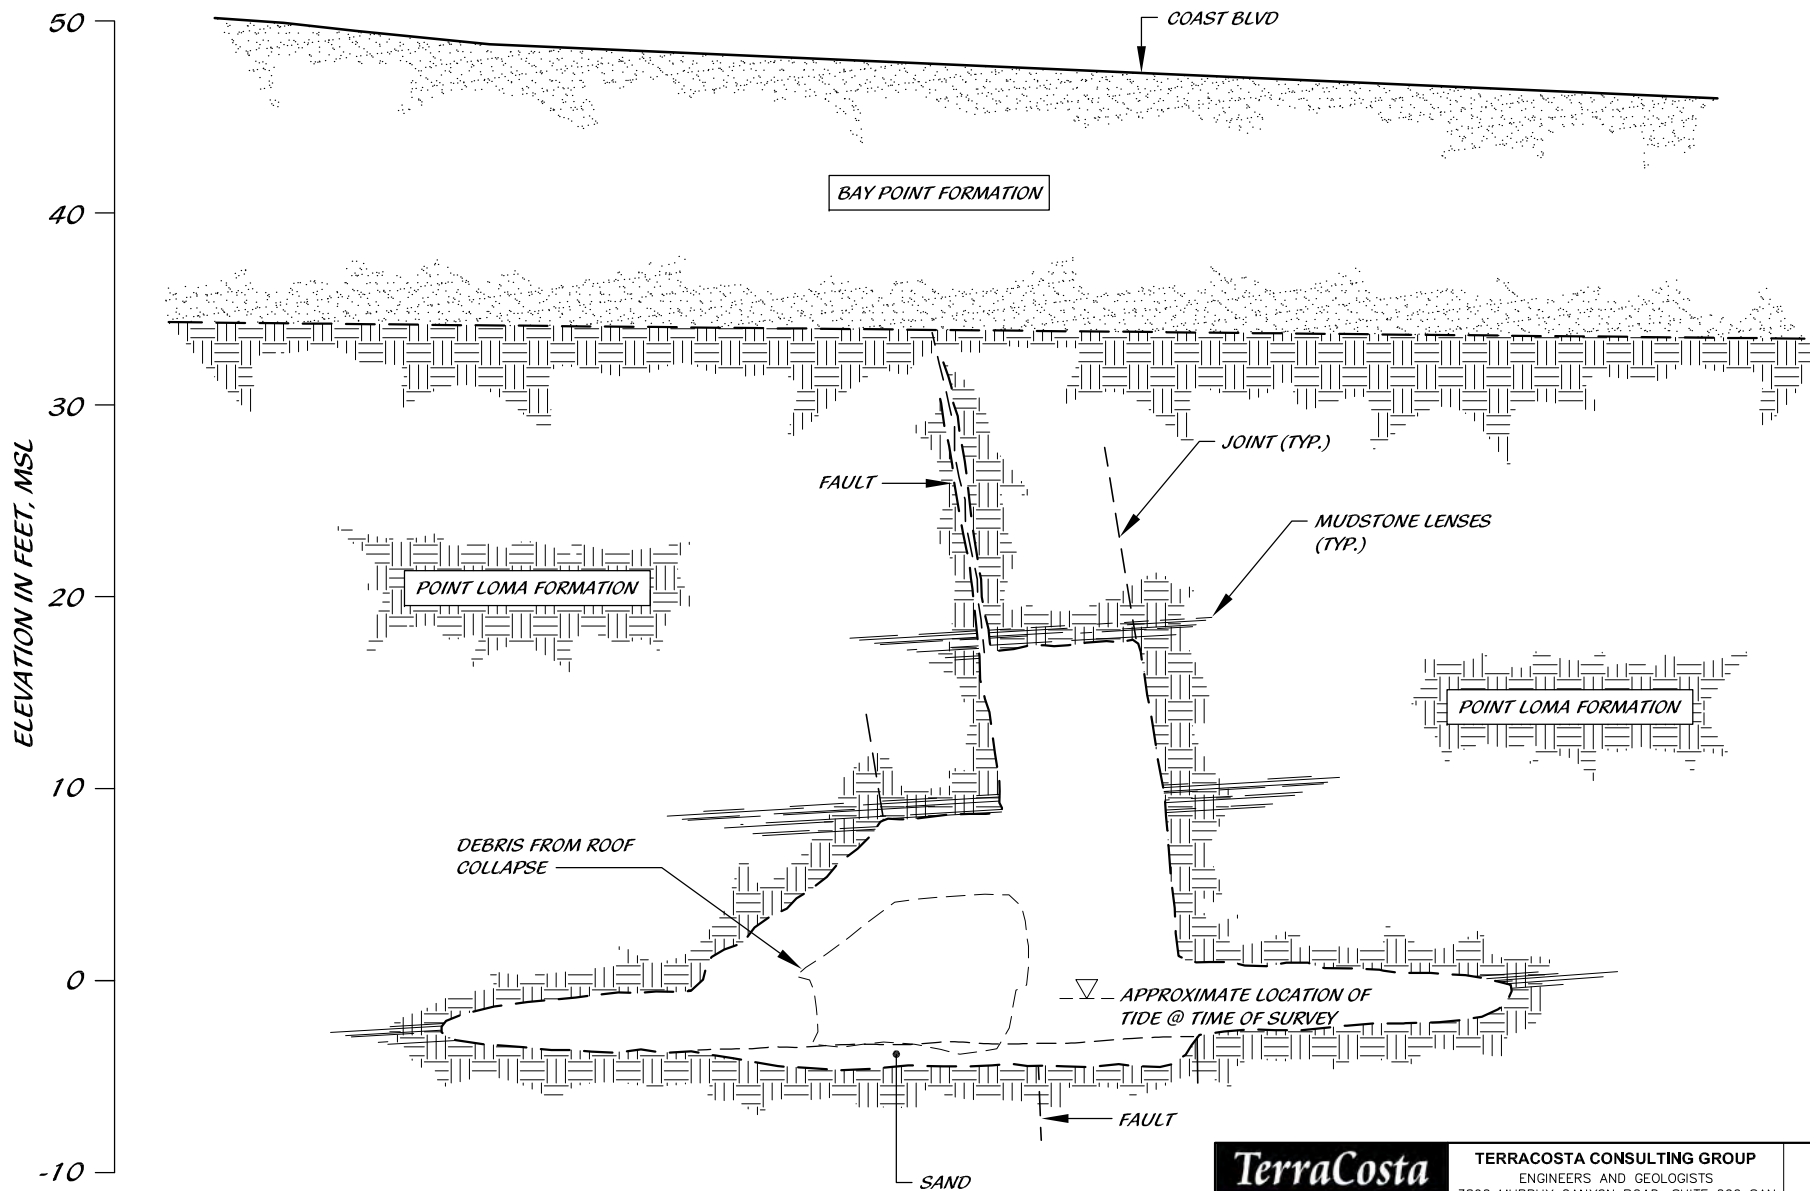 50
COAST BLVD
BAY POINT FORMATION
40
30
JOINT (TYP.)
FAULT
MUDSTONE LENSES
(TYP.)
ELEVATION IN FEET, MSL
POINT LOMA FORMATION
20
POINT LOMA FORMATION
10
DEBRIS FROM ROOF
COLLAPSE
0
APPROXIMATE LOCATION OF
TIDE @ TIME OF SURVEY
FAULT
-10
SAND
TerraCosta
TERRACOSTA CONSULTING GROUP
ENGINEERS AND GEOLOGISTS